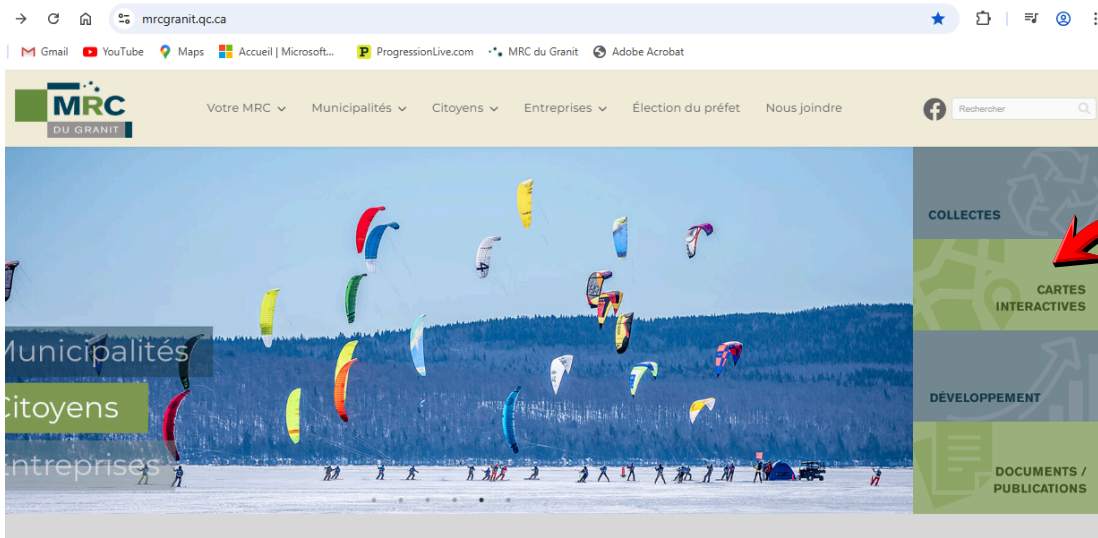 mrcgranit.qc.ca
Gmail YouTube Maps Accueil | Microsoft... ProgressionLive.com MRC du Granit Adobe Acrobat
MRC
DU GRANIT
Votre MRC Municipalités Citoyens Entreprises Élection du préfet Nous joindre
Rechercher
COLLECTES
CARTES
INTERACTIVES
Municipalités
Citoyens
Entreprises
DÉVELOPPEMENT
DOCUMENTS /
PUBLICATIONS